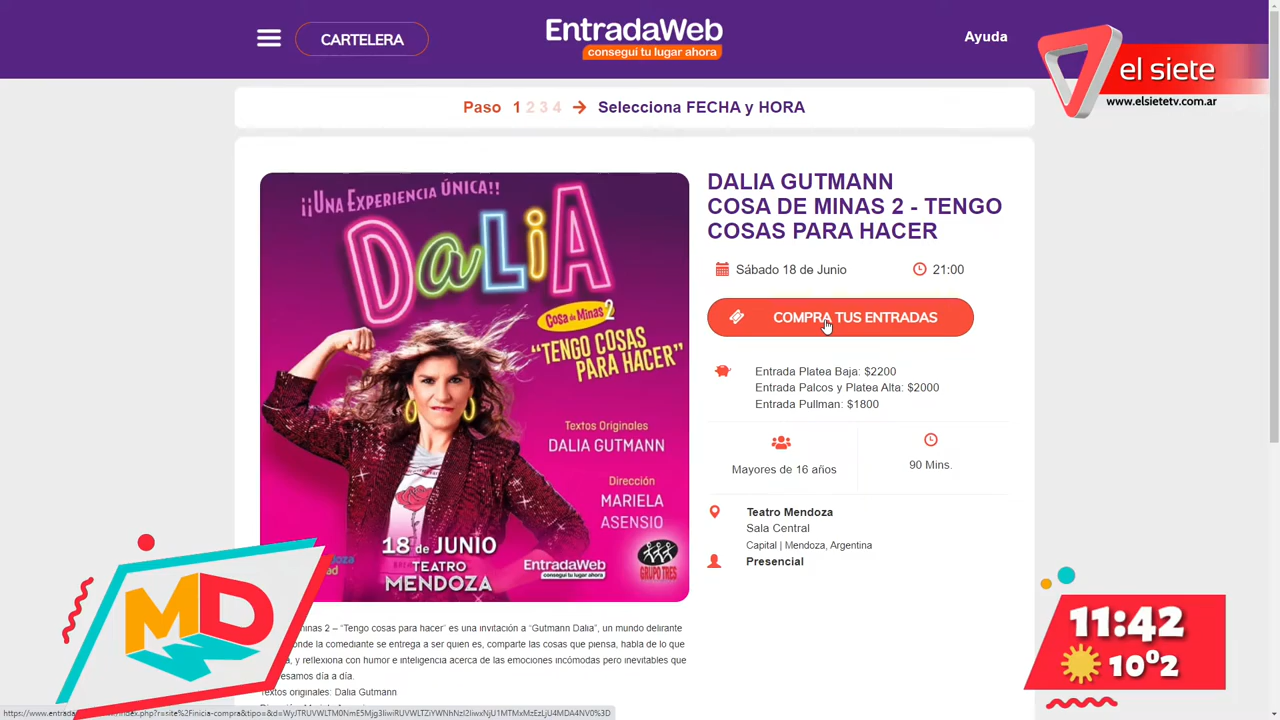 CARTELERA
EntradaWeb
conseguí tu lugar ahora
Ayuda
el siete
www.elsietetv.com.ar
Paso 1 2 3 4 → Selecciona FECHA y HORA
¡¡UNA EXPERIENCIA ÚNICA!!
DaLiA
Cosa de Minas 2
"TENGO COSAS
PARA HACER"
Textos Originales
DALIA GUTMANN
Dirección
MARIELA
ASENSIO
18 de JUNIO
TEATRO
MENDOZA
EntradaWeb
conseguí tu lugar ahora
GRUPO TRES
DALIA GUTMANN
COSA DE MINAS 2 - TENGO
COSAS PARA HACER
Sábado 18 de Junio
21:00
COMPRA TUS ENTRADAS
Entrada Platea Baja: $2200
Entrada Palcos y Platea Alta: $2000
Entrada Pullman: $1800
Mayores de 16 años
90 Mins.
Teatro Mendoza
Sala Central
Capital | Mendoza, Argentina
Presencial
2 – "Tengo cosas para hacer" es una invitación a "Gutmann Dalia", un mundo delirante
donde la comediante se entrega a ser quien es, comparte las cosas que piensa, habla de lo que
y reflexiona con humor e inteligencia acerca de las emociones incómodas pero inevitables que
día a día.
Textos originales: Dalia Gutmann
MD
11:42
10º2